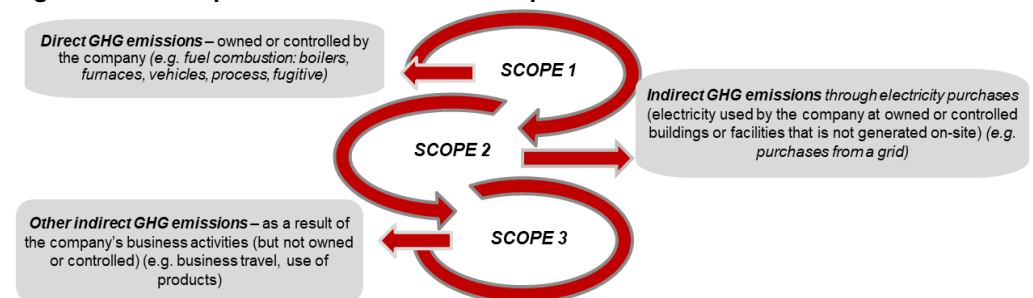 Direct GHG emissions – owned or controlled by
the company (e.g. fuel combustion: boilers,
furnaces, vehicles, process, fugitive)
SCOPE 1
Indirect GHG emissions through electricity purchases
(electricity used by the company at owned or controlled
buildings or facilities that is not generated on-site) (e.g.
purchases from a grid)
SCOPE 2
Other indirect GHG emissions – as a result of
the company's business activities (but not owned
or controlled) (e.g. business travel, use of
products)
SCOPE 3